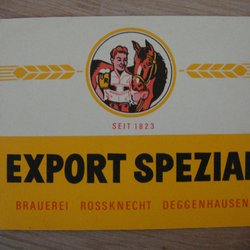 SEIT 1823
EXPORT SPEZIAL
BRAUEREI ROSSKNECHT DEGGENHAUSEN